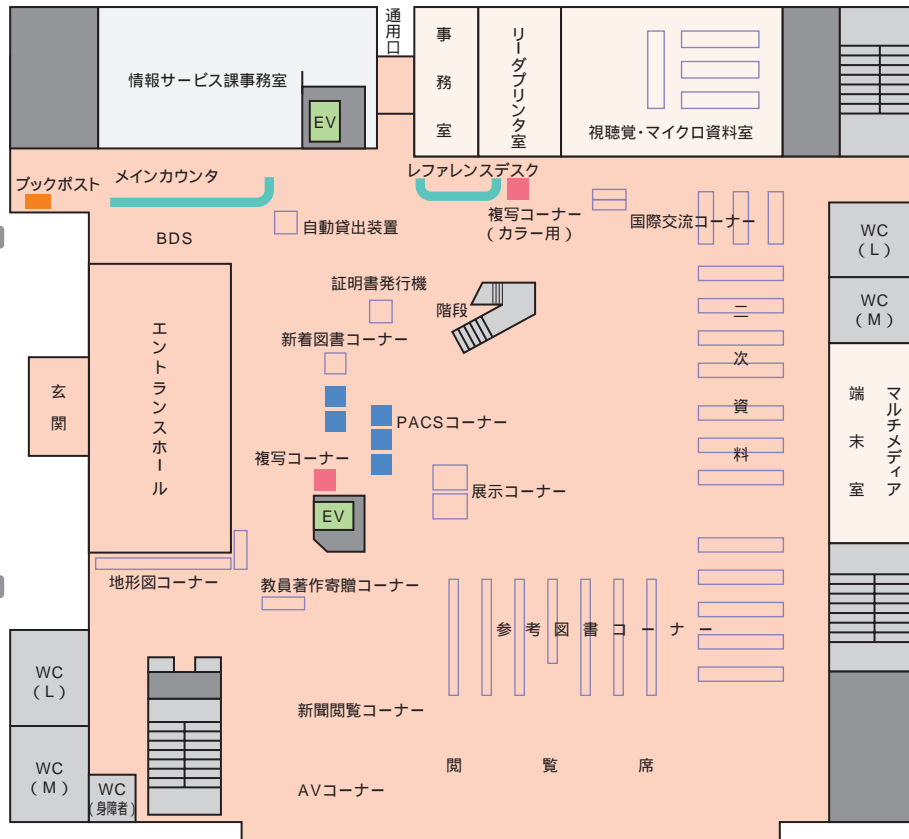 通用口
事務室
リーダプリンタ室
情報サービス課事務室
EV
視聴覚・マイクロ資料室
ブックポスト
メインカウンタ
レファレンスデスク
複写コーナー
(カラー用)
国際交流コーナー
自動貸出装置
BDS
WC
(L)
証明書発行機
階段
WC
(M)
エントランスホール
新着図書コーナー
二次資料
玄関
マルチメディア
端末室
PACSコーナー
複写コーナー
展示コーナー
EV
地形図コーナー
教員著作寄贈コーナー
参考図書コーナー
WC
(L)
新聞閲覧コーナー
閲覧席
WC
(M)
WC
(身障者)
AVコーナー